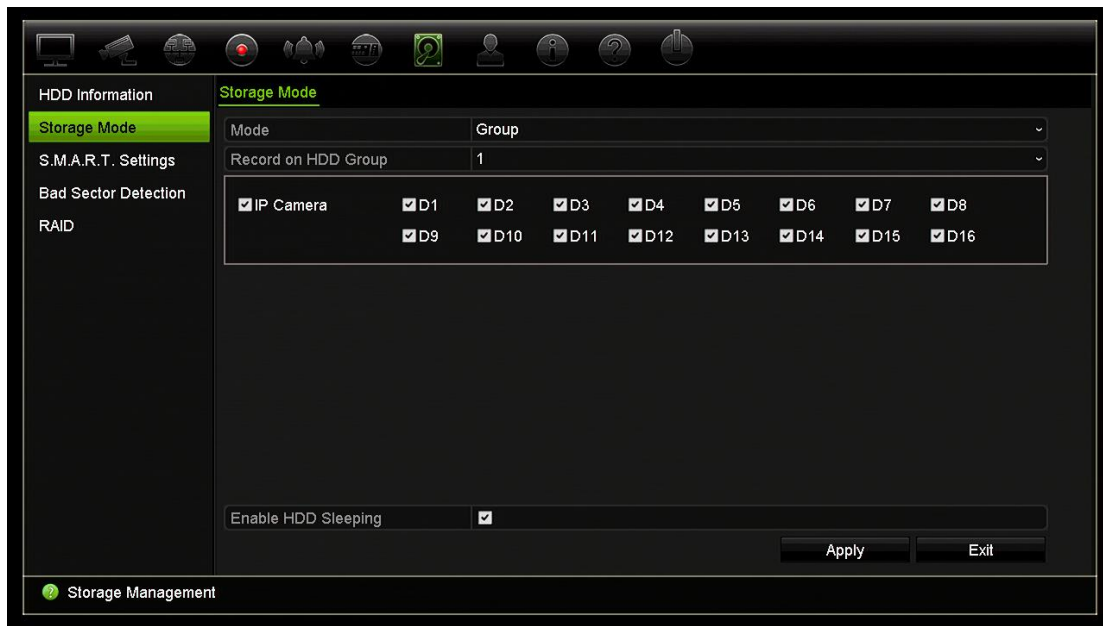 HDD Information
Storage Mode
S.M.A.R.T. Settings
Bad Sector Detection
RAID
Storage Mode
Mode Group
Record on HDD Group 1
IP Camera D1 D2 D3 D4 D5 D6 D7 D8
D9 D10 D11 D12 D13 D14 D15 D16
Enable HDD Sleeping
Apply Exit
? Storage Management